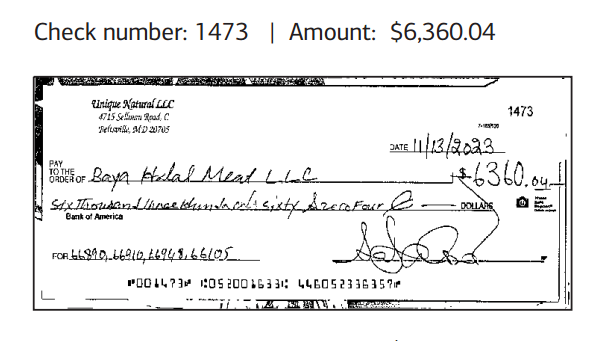 Check number: 1473 | Amount: $6,360.04
Unique Natural LLC
4715 Sellman Road, C
Beltsville, MD 20705
1473
DATE 11/13/2023
PAY
TO THE
ORDER OF Baya Halal Meat LLC $6360.04
Six Thousand Three Hundred Sixty & zero Four DOLLARS
Bank of America
FOR 66890, 66910, 66948, 66105
⑈001473⑈ ⑆052001633⑆ 446052336357⑈